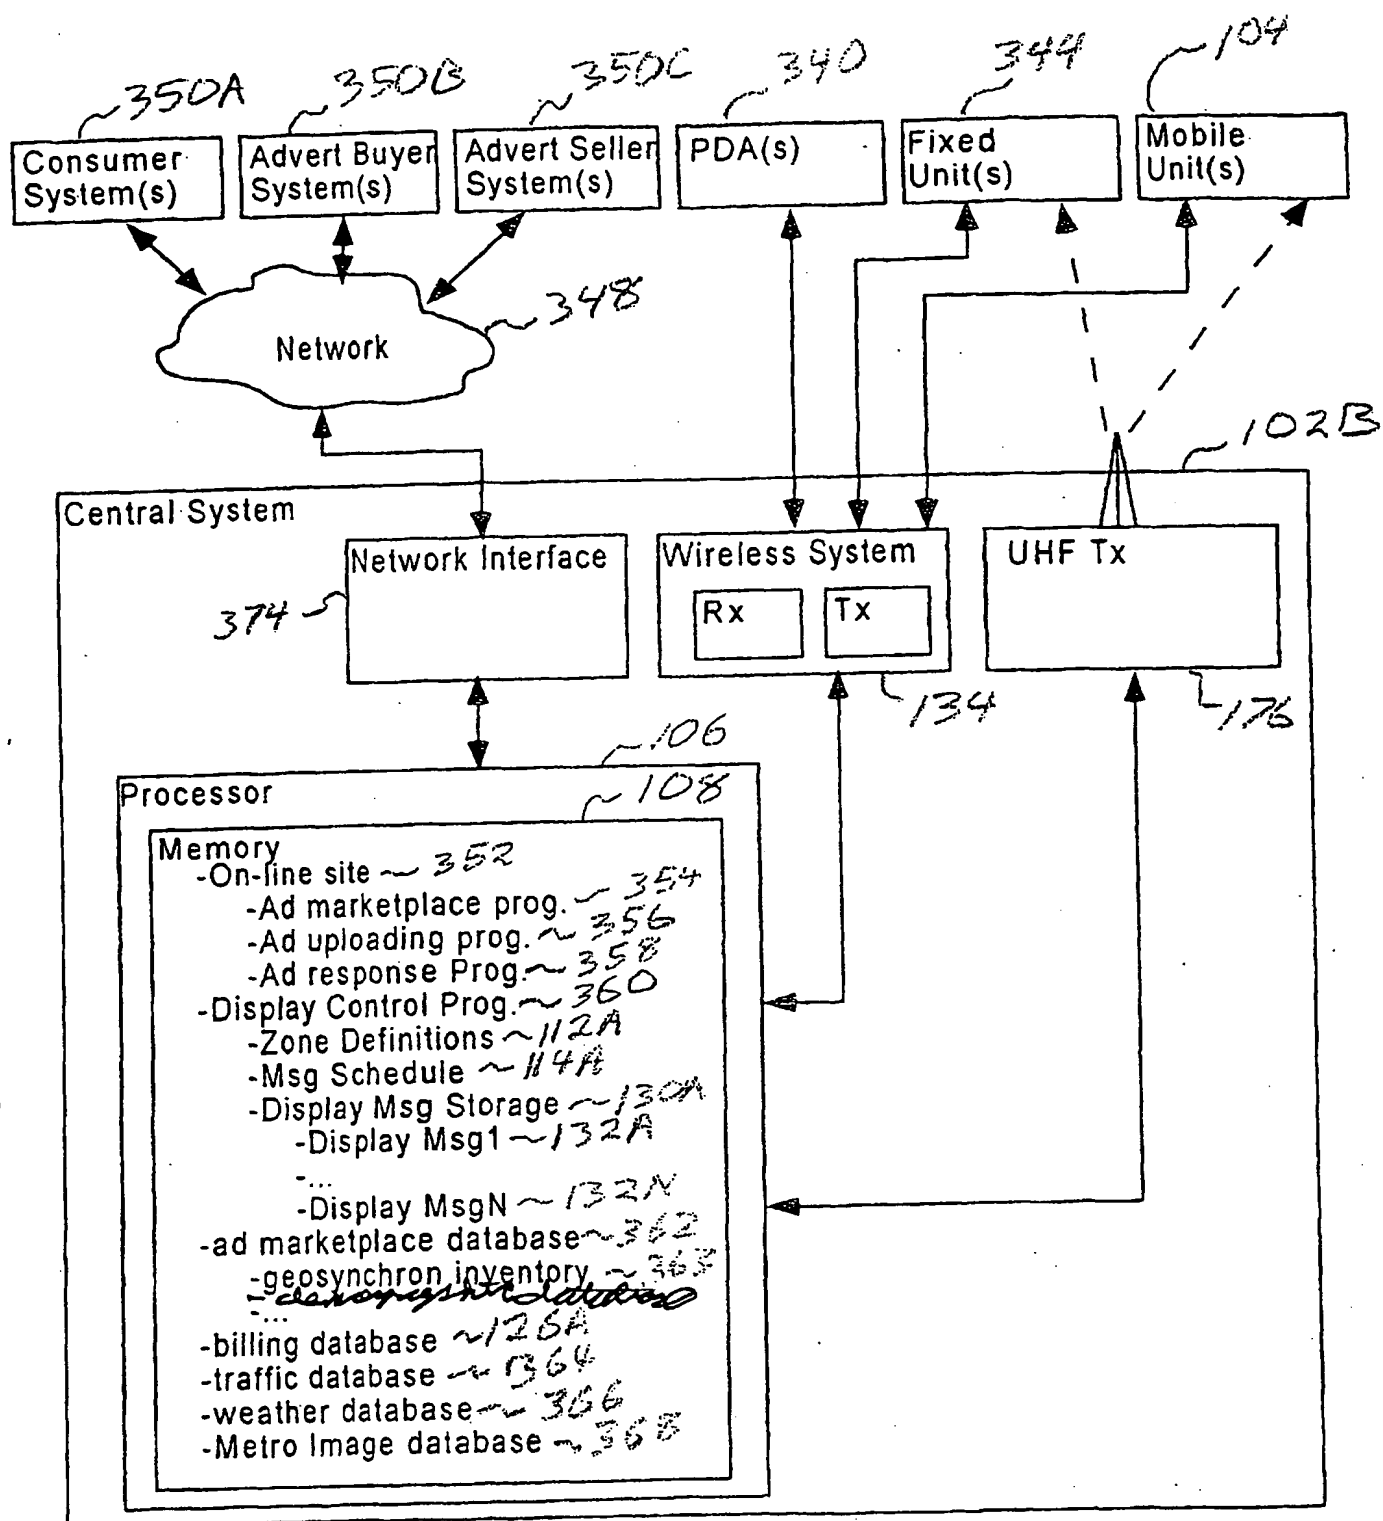 350A 350B 350C 340 344 104
Consumer System(s)
Advert Buyer System(s)
Advert Seller System(s)
PDA(s)
Fixed Unit(s)
Mobile Unit(s)
Network
348
102B
Central System
Network Interface
374
Wireless System
Rx
Tx
134
UHF Tx
176
106
Processor
108
Memory
-On-line site 352
-Ad marketplace prog. 354
-Ad uploading prog. 356
-Ad response Prog. 358
-Display Control Prog. 360
-Zone Definitions 112A
-Msg Schedule 114A
-Display Msg Storage 130A
-Display Msg1 132A
-...
-Display MsgN 132N
-ad marketplace database 362
-geosynchron inventory 363
-...
-billing database 126A
-traffic database 364
-weather database 366
-Metro Image database 368